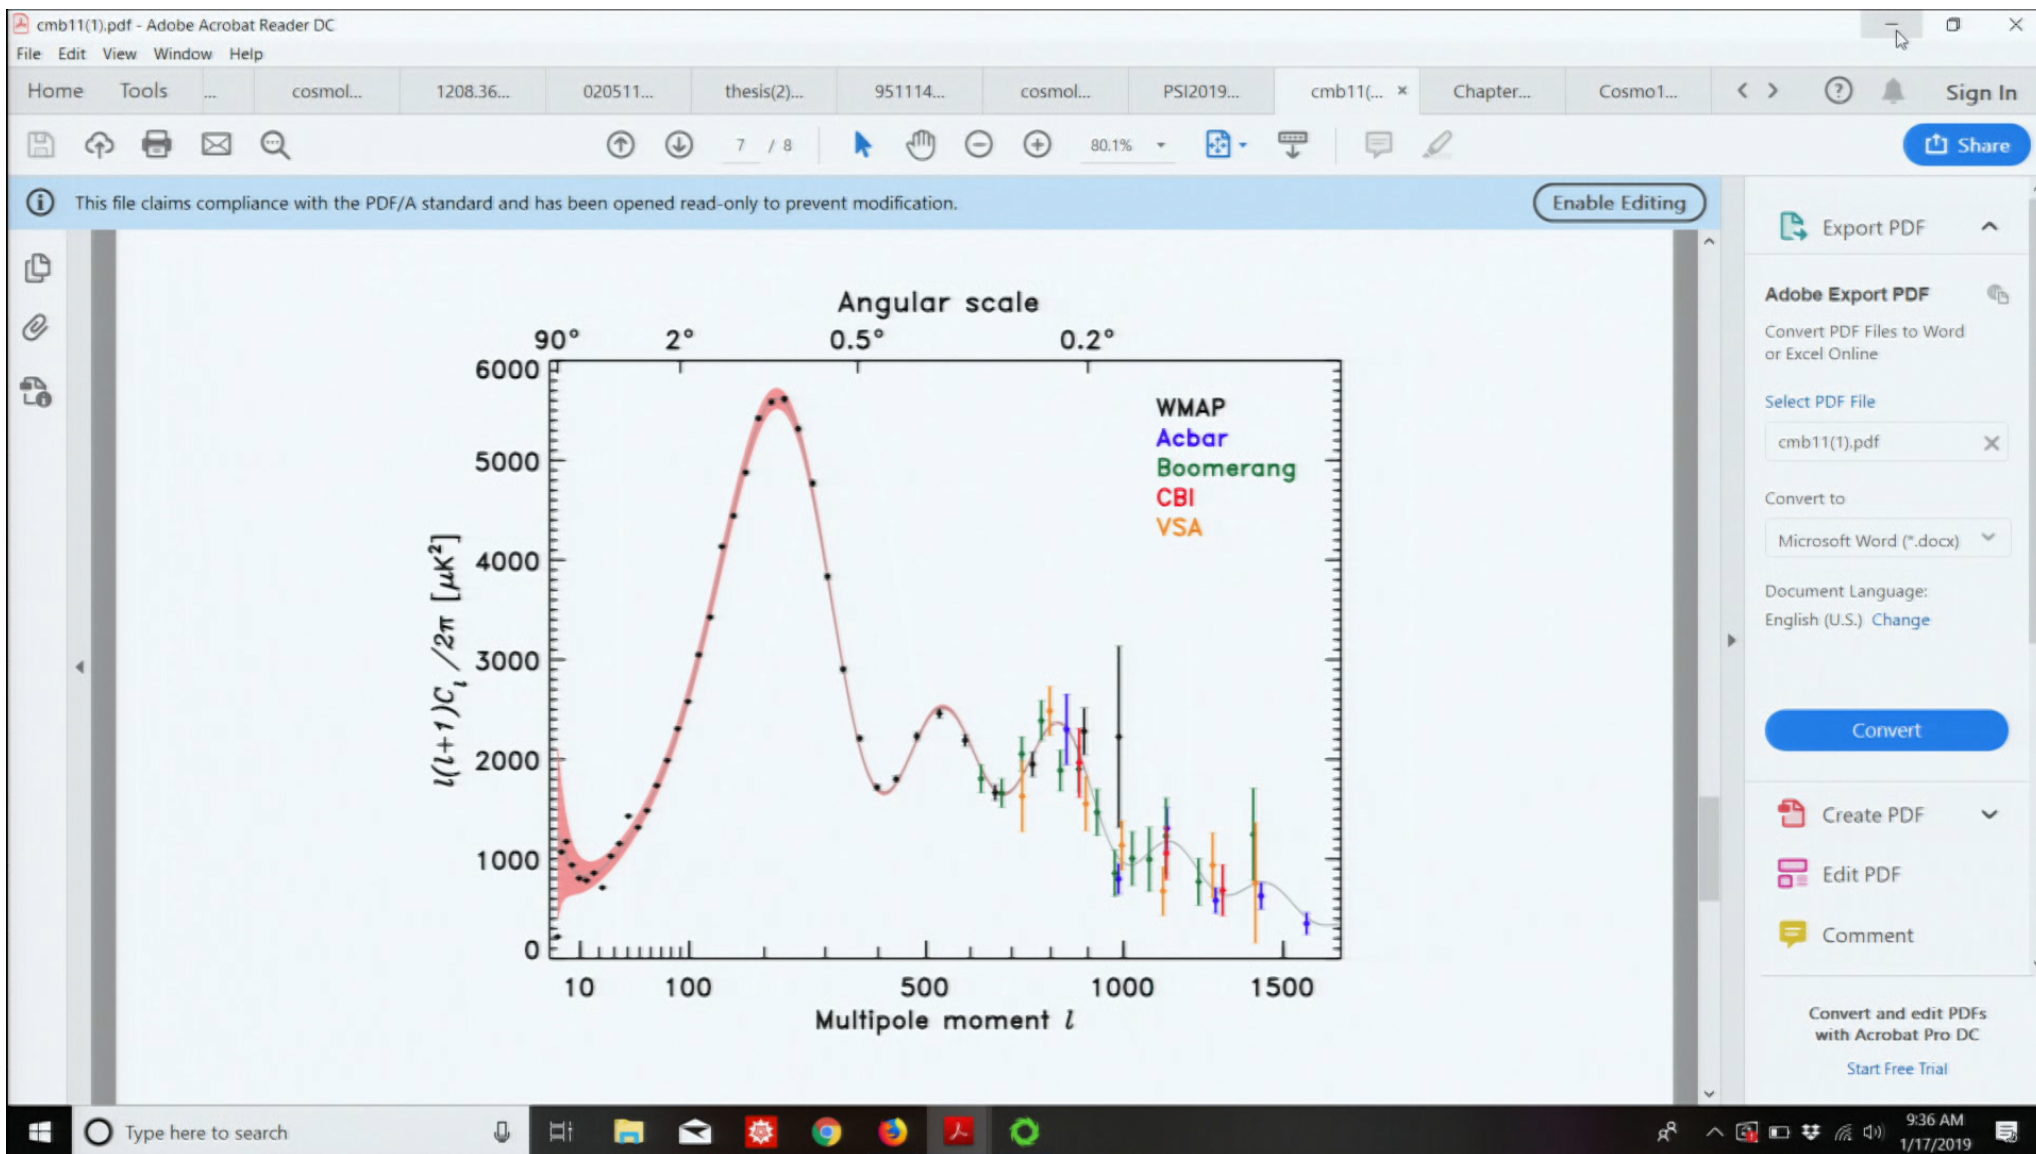 cmb11(1).pdf - Adobe Acrobat Reader DC
File Edit View Window Help
Home Tools ... cosmol... 1208.36... 020511... thesis(2)... 951114... cosmol... PSI2019... cmb11(... × Chapter... Cosmo1... Sign In
7 / 8 80.1% Share
This file claims compliance with the PDF/A standard and has been opened read-only to prevent modification. Enable Editing
Angular scale
90° 2° 0.5° 0.2°
6000
5000
4000
3000
2000
1000
0
l(l+1)Cl/2π [μK²]
WMAP
Acbar
Boomerang
CBI
VSA
10 100 500 1000 1500
Multipole moment l
Export PDF
Adobe Export PDF
Convert PDF Files to Word
or Excel Online
Select PDF File
cmb11(1).pdf
Convert to
Microsoft Word (*.docx)
Document Language:
English (U.S.) Change
Convert
Create PDF
Edit PDF
Comment
Convert and edit PDFs
with Acrobat Pro DC
Start Free Trial
Type here to search
9:36 AM
1/17/2019